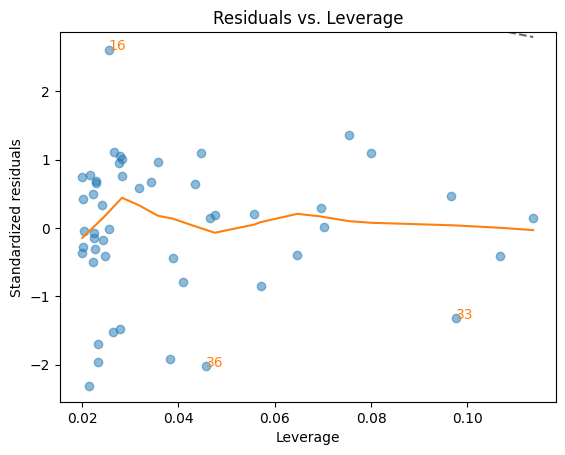 Residuals vs. Leverage
16
2
1
0
33
−1
36
−2
0.02 0.04 0.06 0.08 0.10
Leverage
Standardized residuals